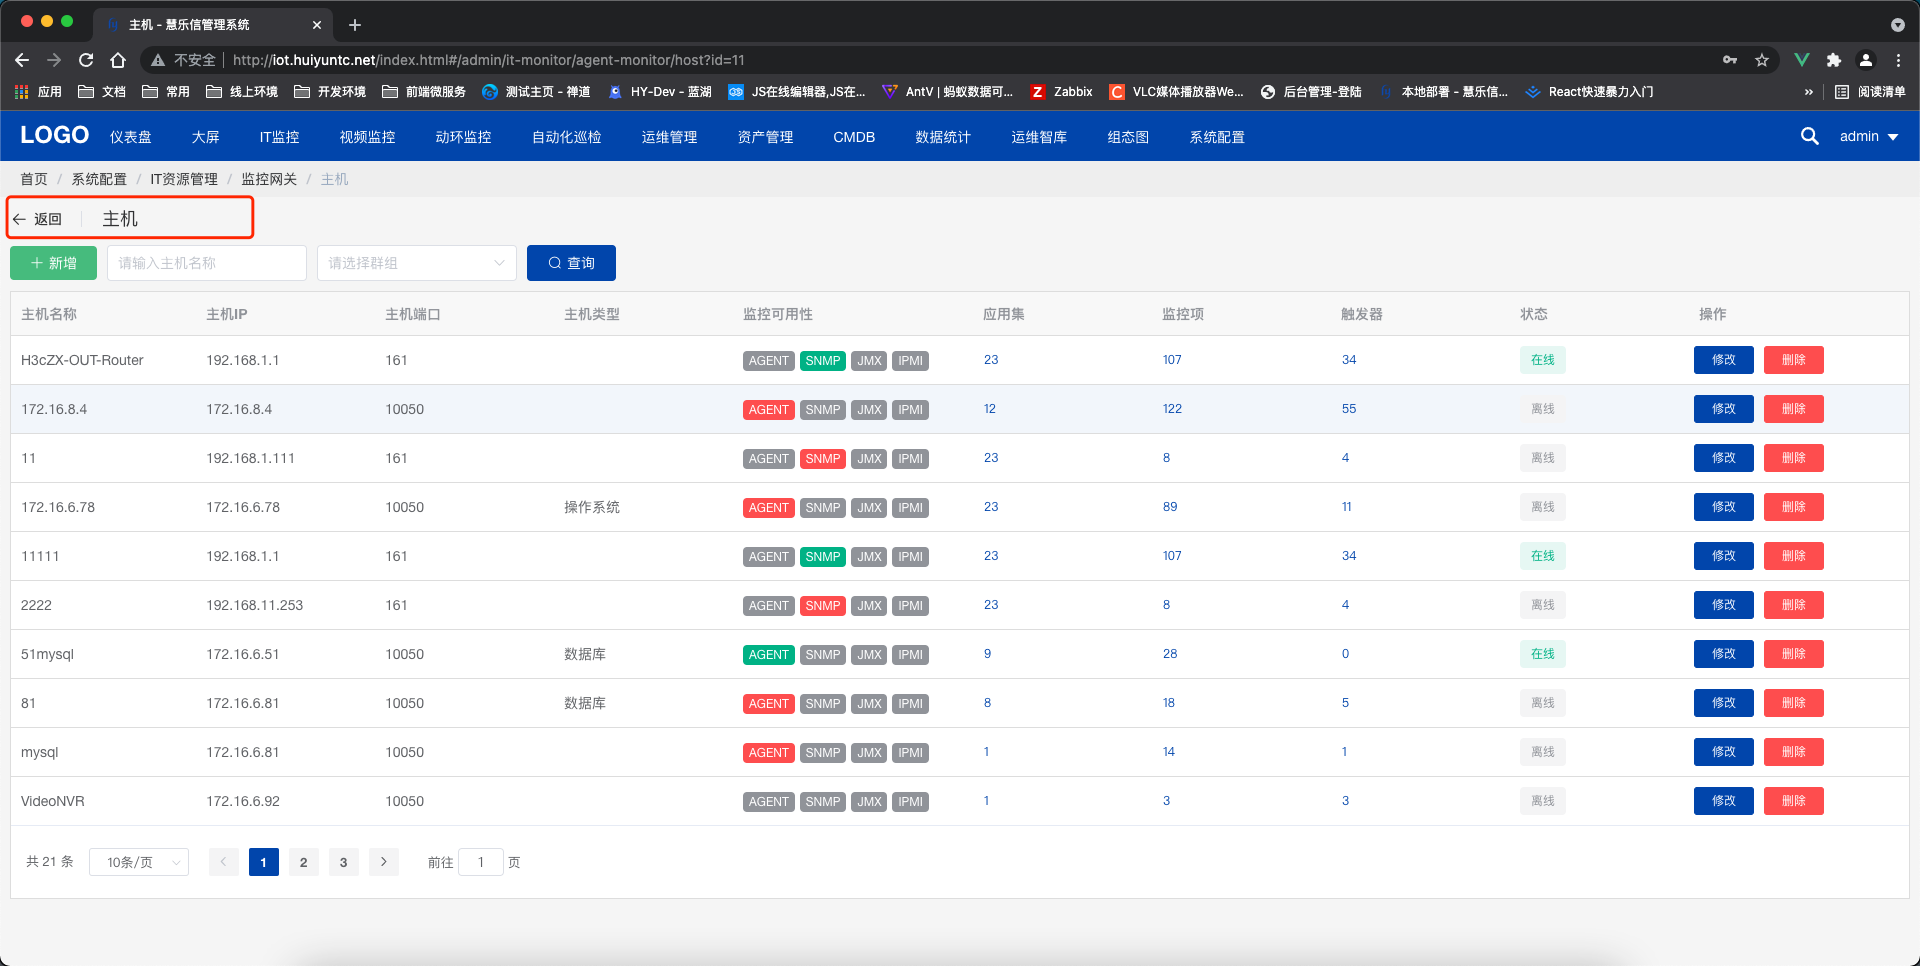 主机 - 慧乐信管理系统
不安全 http://iot.huiyuntc.net/index.html#/admin/it-monitor/agent-monitor/host?id=11
应用 文档 常用 线上环境 开发环境 前端微服务 测试主页 - 禅道 HY-Dev - 蓝湖 JS在线编辑器,JS在... AntV | 蚂蚁数据可... Zabbix VLC媒体播放器We... 后台管理-登陆 本地部署 - 慧乐信... React快速暴力入门 » 阅读清单
LOGO 仪表盘 大屏 IT监控 视频监控 动环监控 自动化巡检 运维管理 资产管理 CMDB 数据统计 运维智库 组态图 系统配置 admin
首页 / 系统配置 / IT资源管理 / 监控网关 / 主机
返回 主机
新增 请输入主机名称 请选择群组 查询
主机名称 主机IP 主机端口 主机类型 监控可用性 应用集 监控项 触发器 状态 操作
H3cZX-OUT-Router 192.168.1.1 161 AGENT SNMP JMX IPMI 23 107 34 在线 修改 删除
172.16.8.4 172.16.8.4 10050 AGENT SNMP JMX IPMI 12 122 55 离线 修改 删除
11 192.168.1.111 161 AGENT SNMP JMX IPMI 23 8 4 离线 修改 删除
172.16.6.78 172.16.6.78 10050 操作系统 AGENT SNMP JMX IPMI 23 89 11 离线 修改 删除
11111 192.168.1.1 161 AGENT SNMP JMX IPMI 23 107 34 在线 修改 删除
2222 192.168.11.253 161 AGENT SNMP JMX IPMI 23 8 4 离线 修改 删除
51mysql 172.16.6.51 10050 数据库 AGENT SNMP JMX IPMI 9 28 0 在线 修改 删除
81 172.16.6.81 10050 数据库 AGENT SNMP JMX IPMI 8 18 5 离线 修改 删除
mysql 172.16.6.81 10050 AGENT SNMP JMX IPMI 1 14 1 离线 修改 删除
VideoNVR 172.16.6.92 10050 AGENT SNMP JMX IPMI 1 3 3 离线 修改 删除
共 21 条 10条/页 1 2 3 前往 1 页